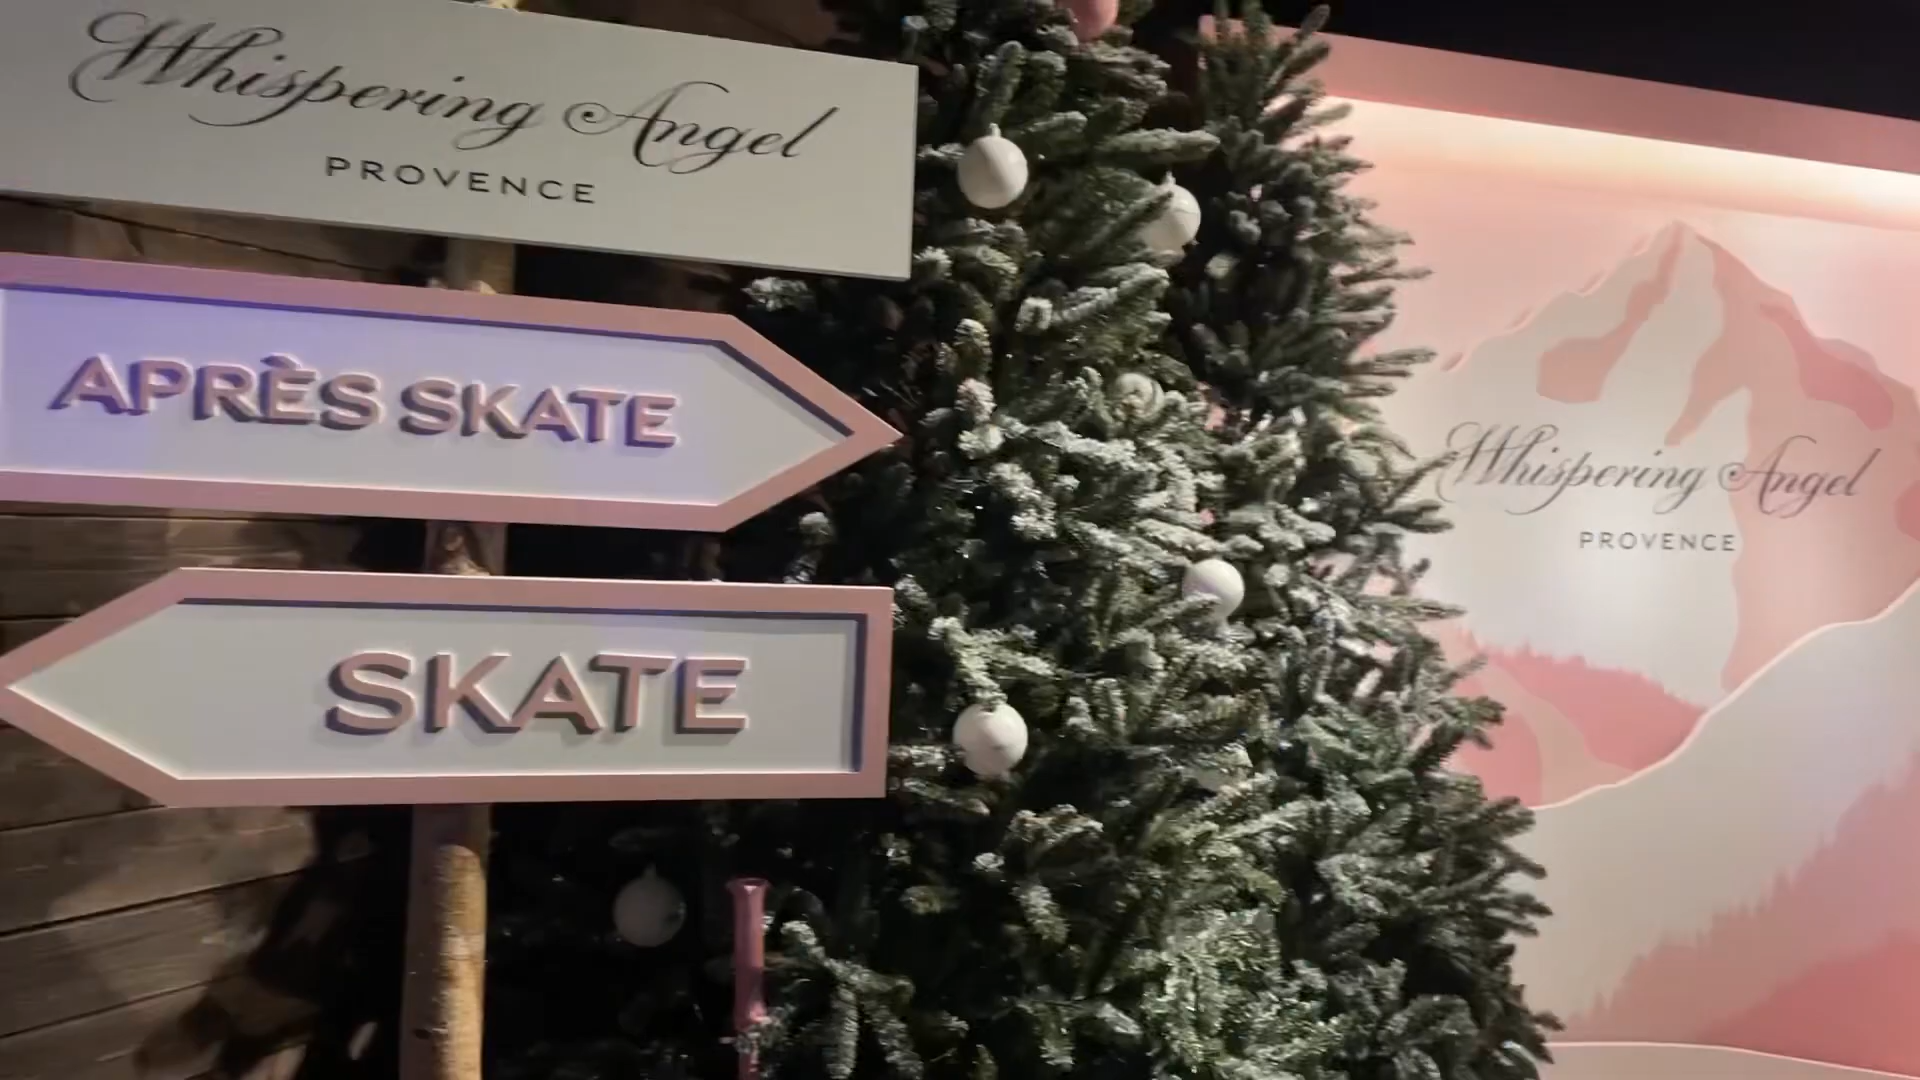 Whispering Angel
PROVENCE
APRÈS SKATE
SKATE
Whispering Angel
PROVENCE